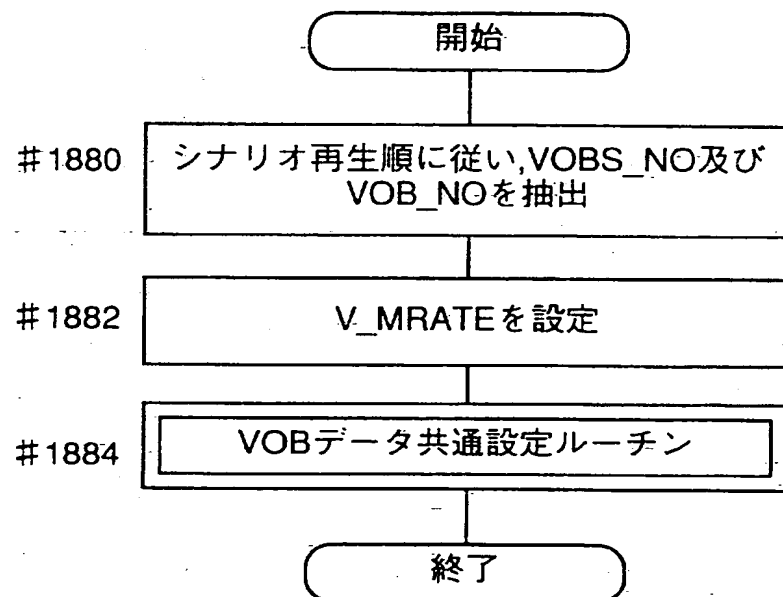 開始
#1880
シナリオ再生順に従い,VOBS_NO及び
VOB_NOを抽出
#1882
V_MRATEを設定
#1884
VOBデータ共通設定ルーチン
終了